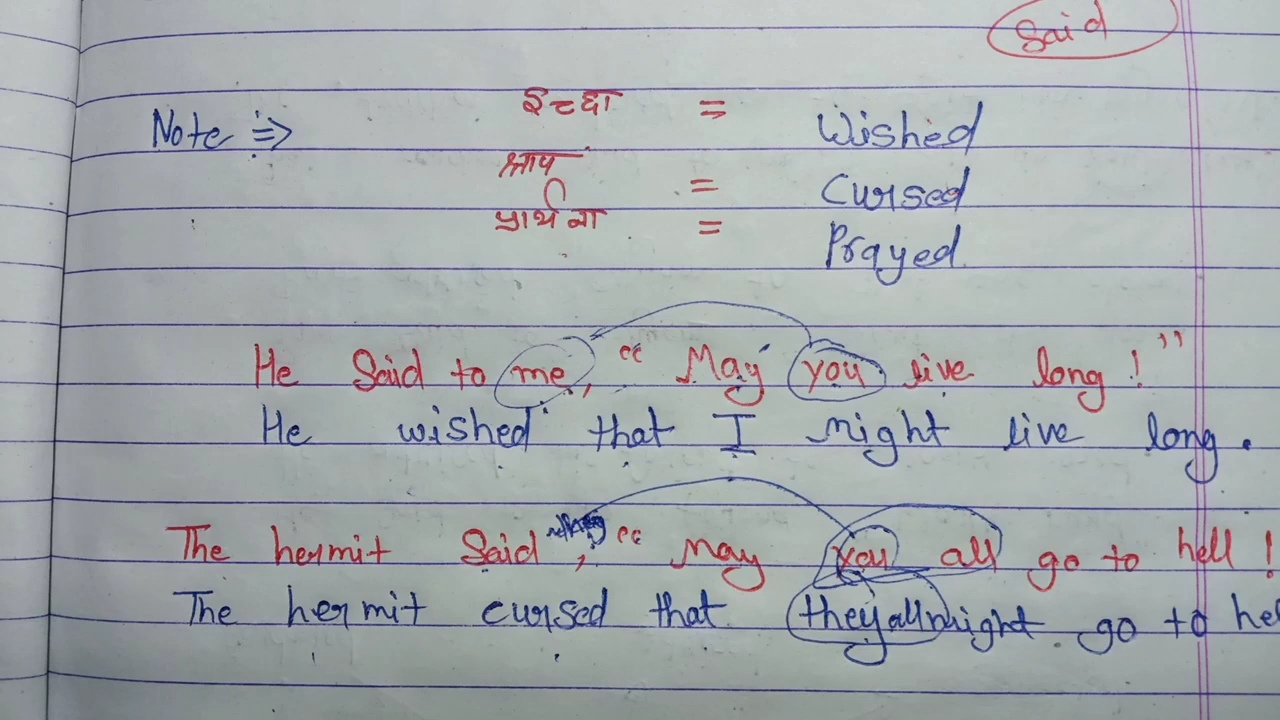 Said
Note ⇒ इच्छा = Wished
श्राप = Cursed
प्रार्थना = Prayed
He Said to me, “ May you live long! ”
He wished that I might live long.
The hermit Said, “ may you all go to hell !
The hermit cursed that they all might go to hel